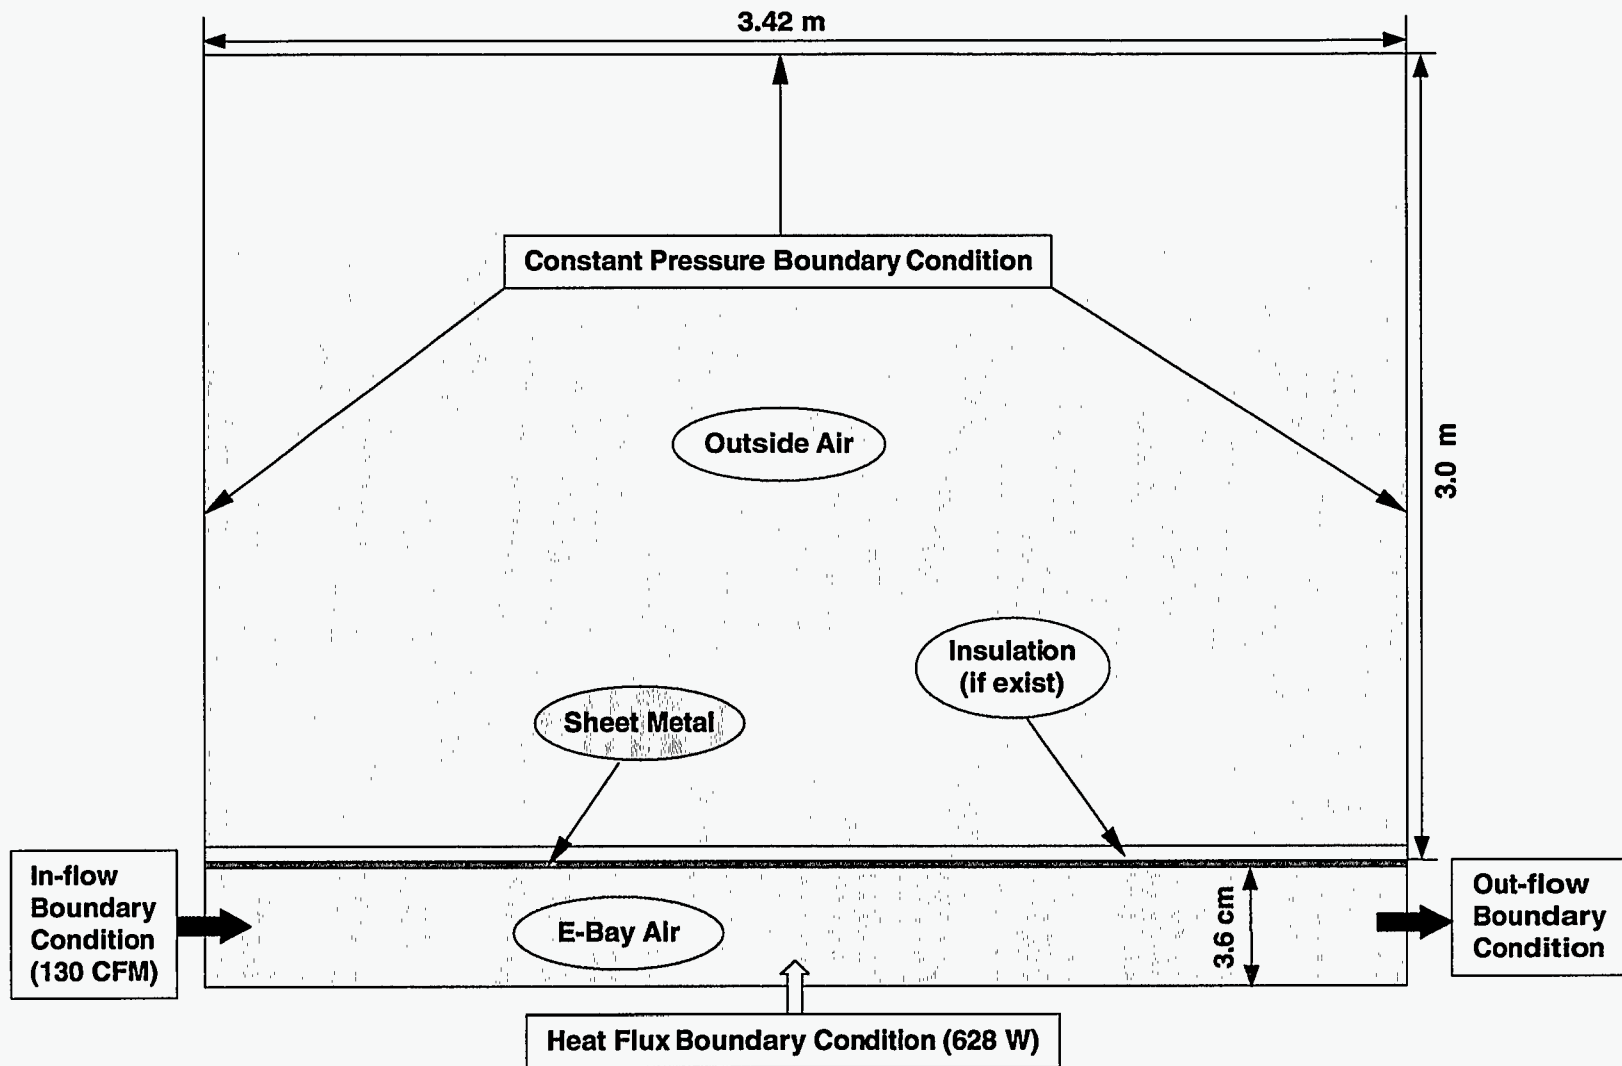 3.42 m
Constant Pressure Boundary Condition
Outside Air
3.0 m
Insulation
(if exist)
Sheet Metal
In-flow
Boundary
Condition
(130 CFM)
E-Bay Air
3.6 cm
Out-flow
Boundary
Condition
Heat Flux Boundary Condition (628 W)